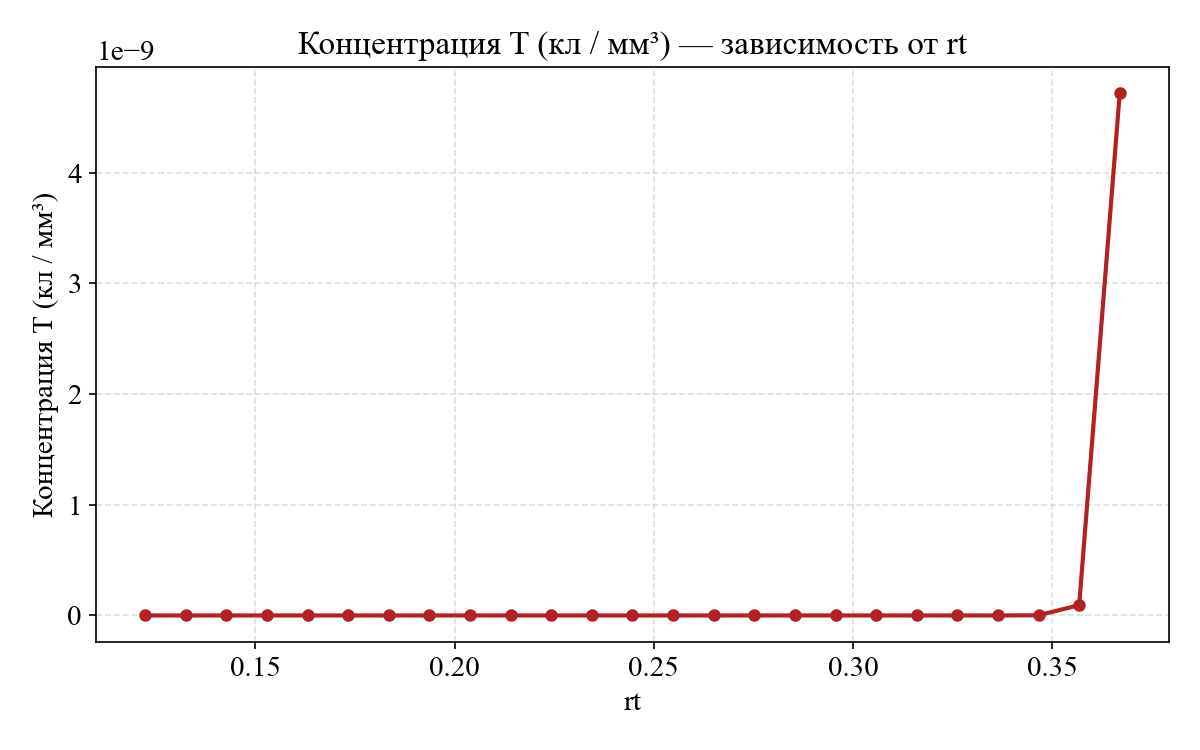 Концентрация T (кл / мм³) — зависимость от rt
1e−9
Концентрация T (кл / мм³)
4
3
2
1
0
0.15 0.20 0.25 0.30 0.35
rt